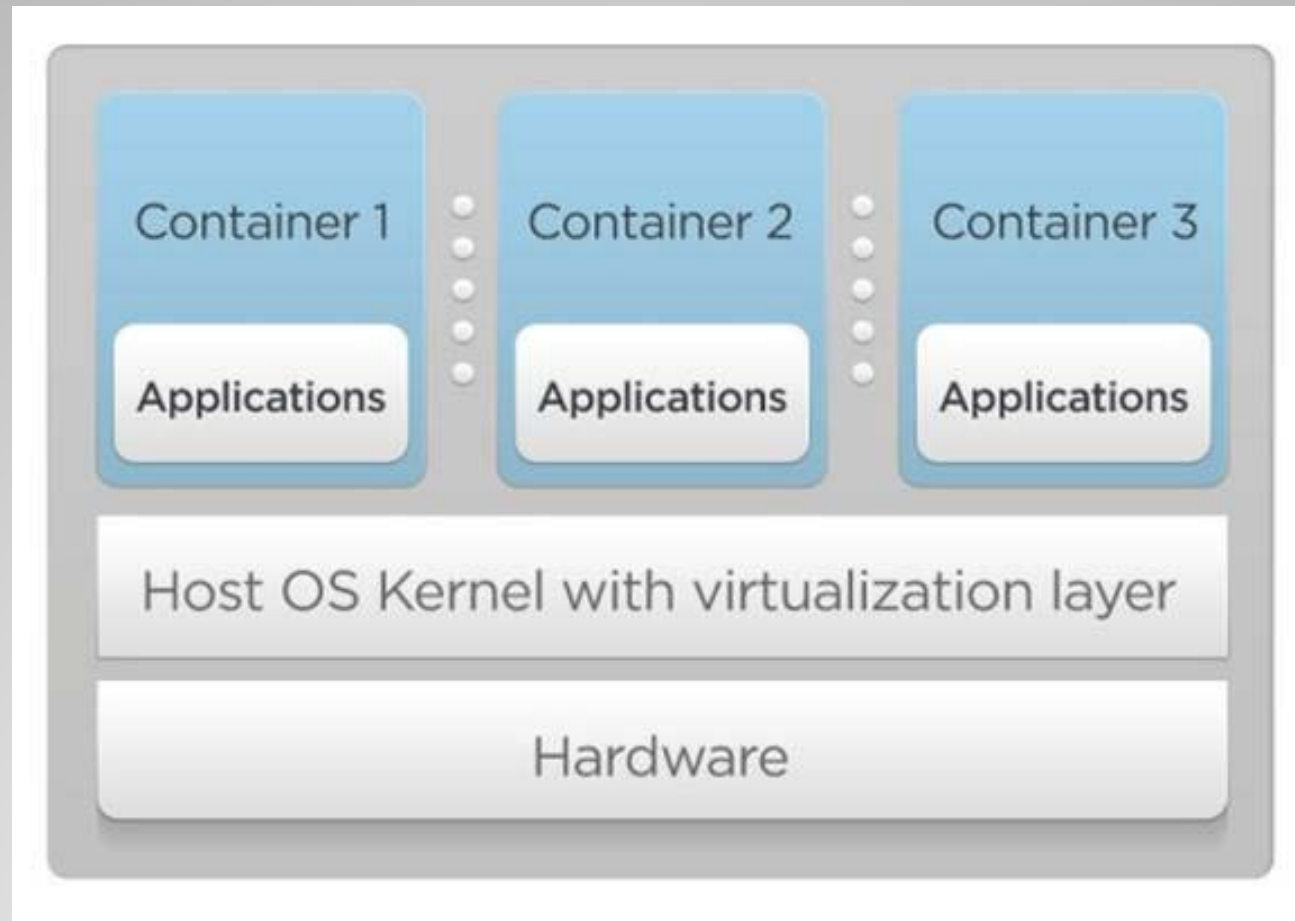 Container 1
Container 2
Container 3
Applications
Applications
Applications
Host OS Kernel with virtualization layer
Hardware